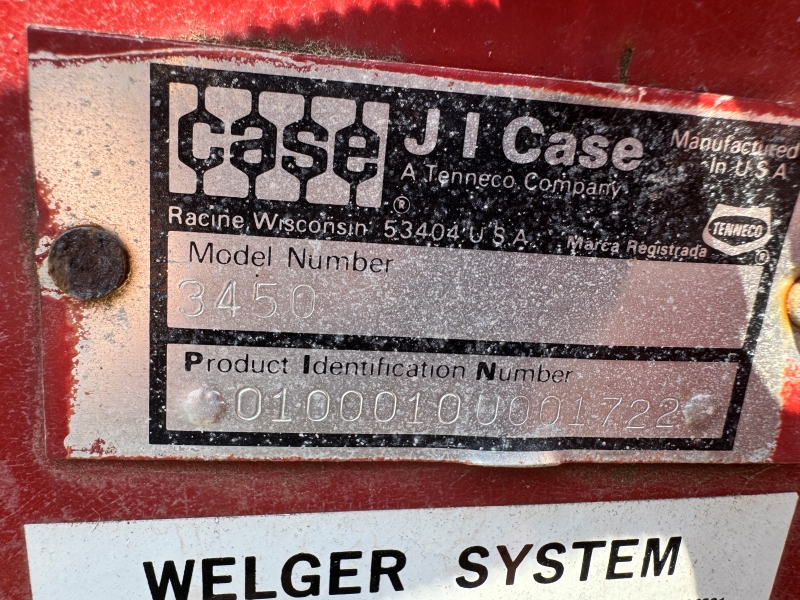 case
J I Case
Manufactured
In U S A
A Tenneco Company
®
Racine Wisconsin 53404 U S A
Marca Registrada
TENNECO
®
Model Number
3450
Product Identification Number
0100010U001722
WELGER SYSTEM